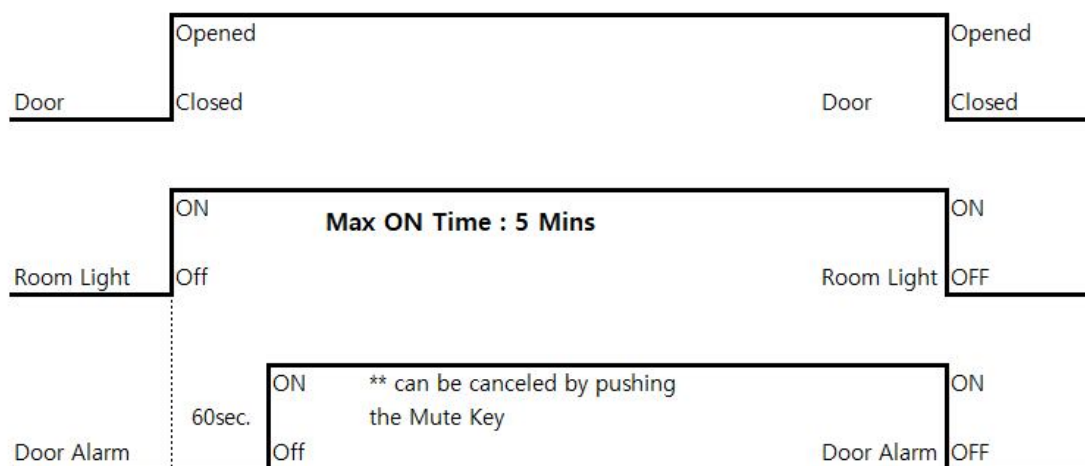 Opened Opened
Door Closed Door Closed
ON ON
Max ON Time : 5 Mins
Room Light Off Room Light OFF
ON ** can be canceled by pushing ON
60sec. the Mute Key
Door Alarm Off Door Alarm OFF